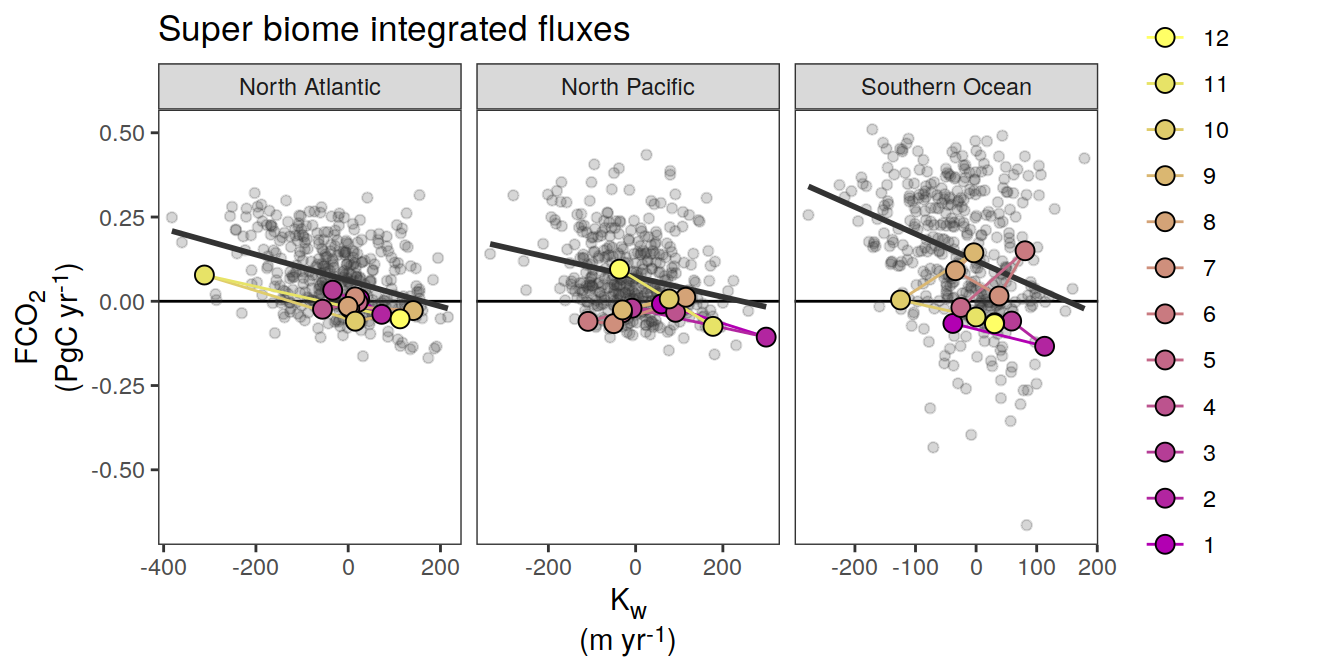 Super biome integrated fluxes
North Atlantic
North Pacific
Southern Ocean
0.50
0.25
0.00
-0.25
-0.50
FCO2
(PgC yr-1)
-400 -200 0 200
-200 0 200
-200 -100 0 100 200
Kw
(m yr-1)
12
11
10
9
8
7
6
5
4
3
2
1